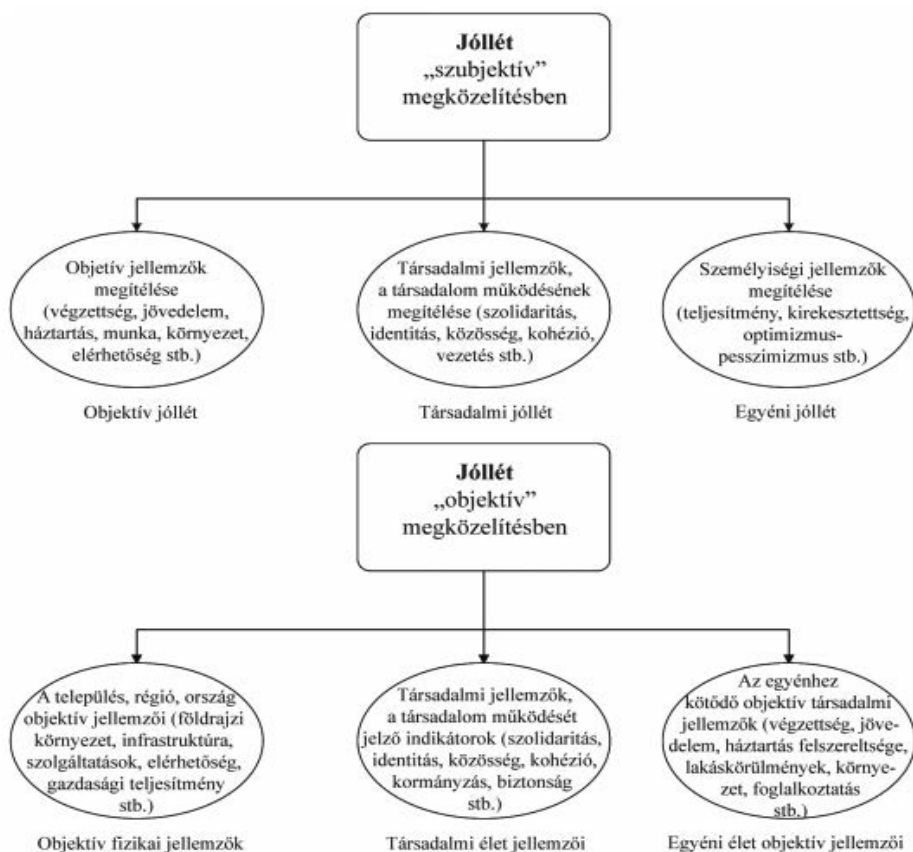 Jóllét
„szubjektív”
megközelítésben
Objetív jellemzők
megítélése
(végzettség, jövedelem,
háztartás, munka, környezet,
elérhetőség stb.)
Objektív jóllét
Társadalmi jellemzők,
a társadalom működésének
megítélése (szolidaritás,
identitás, közösség, kohézió,
vezetés stb.)
Társadalmi jóllét
Személyiségi jellemzők
megítélése
(teljesítmény, kirekesztettség,
optimizmus-
pesszimizmus stb.)
Egyéni jóllét
Jóllét
„objektív”
megközelítésben
A település, régió, ország
objektív jellemzői (földrajzi
környezet, infrastruktúra,
szolgáltatások, elérhetőség,
gazdasági teljesítmény
stb.)
Objektív fizikai jellemzők
Társadalmi jellemzők,
a társadalom működését
jelző indikátorok (szolidaritás,
identitás, közösség, kohézió,
kormányzás, biztonság
stb.)
Társadalmi élet jellemzői
Az egyénhez
kötődő objektív társadalmi
jellemzők (végzettség, jöve-
delem, háztartás felszereltsége,
lakáskörülmények, környe-
zet, foglalkoztatás
stb.)
Egyéni élet objektív jellemzői